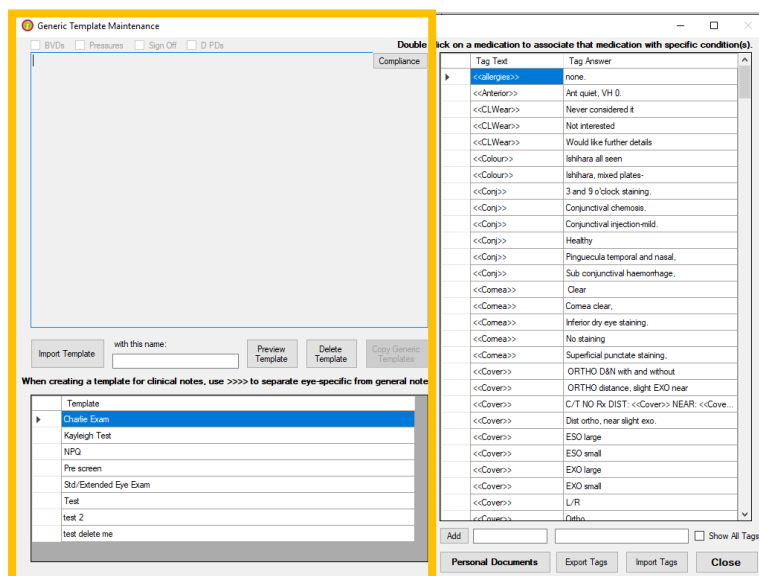 Generic Template Maintenance
BVDs Pressures Sign Off D PDs
Double click on a medication to associate that medication with specific condition(s).
Compliance
Import Template
with this name:
Preview Template
Delete Template
Copy Generic Templates
When creating a template for clinical notes, use >>>> to separate eye-specific from general note
Template
Charlie Exam
Kayleigh Test
NPQ
Pre screen
Std/Extended Eye Exam
Test
test 2
test delete me
Tag Text Tag Answer
<<allergies>> none.
<<Anterior>> Ant quiet, VH 0.
<<CLWear>> Never considered it
<<CLWear>> Not interested
<<CLWear>> Would like further details
<<Colour>> Ishihara all seen
<<Colour>> Ishihara, mixed plates-
<<Conj>> 3 and 9 o'clock staining.
<<Conj>> Conjunctival chemosis.
<<Conj>> Conjunctival injection-mild.
<<Conj>> Healthy
<<Conj>> Pinguecula temporal and nasal,
<<Conj>> Sub conjunctival haemorrhage,
<<Cornea>> Clear
<<Cornea>> Cornea clear,
<<Cornea>> Inferior dry eye staining.
<<Cornea>> No staining
<<Cornea>> Superficial punctate staining,
<<Cover>> ORTHO D&N with and without
<<Cover>> ORTHO distance, slight EXO near
<<Cover>> C/T NO Rx DIST: <<Cover>> NEAR: <<Cove...
<<Cover>> Dist ortho, near slight exo.
<<Cover>> ESO large
<<Cover>> ESO small
<<Cover>> EXO large
<<Cover>> EXO small
<<Cover>> L/R
<<Cover>> Ortho
Add
Show All Tags
Personal Documents Export Tags Import Tags Close